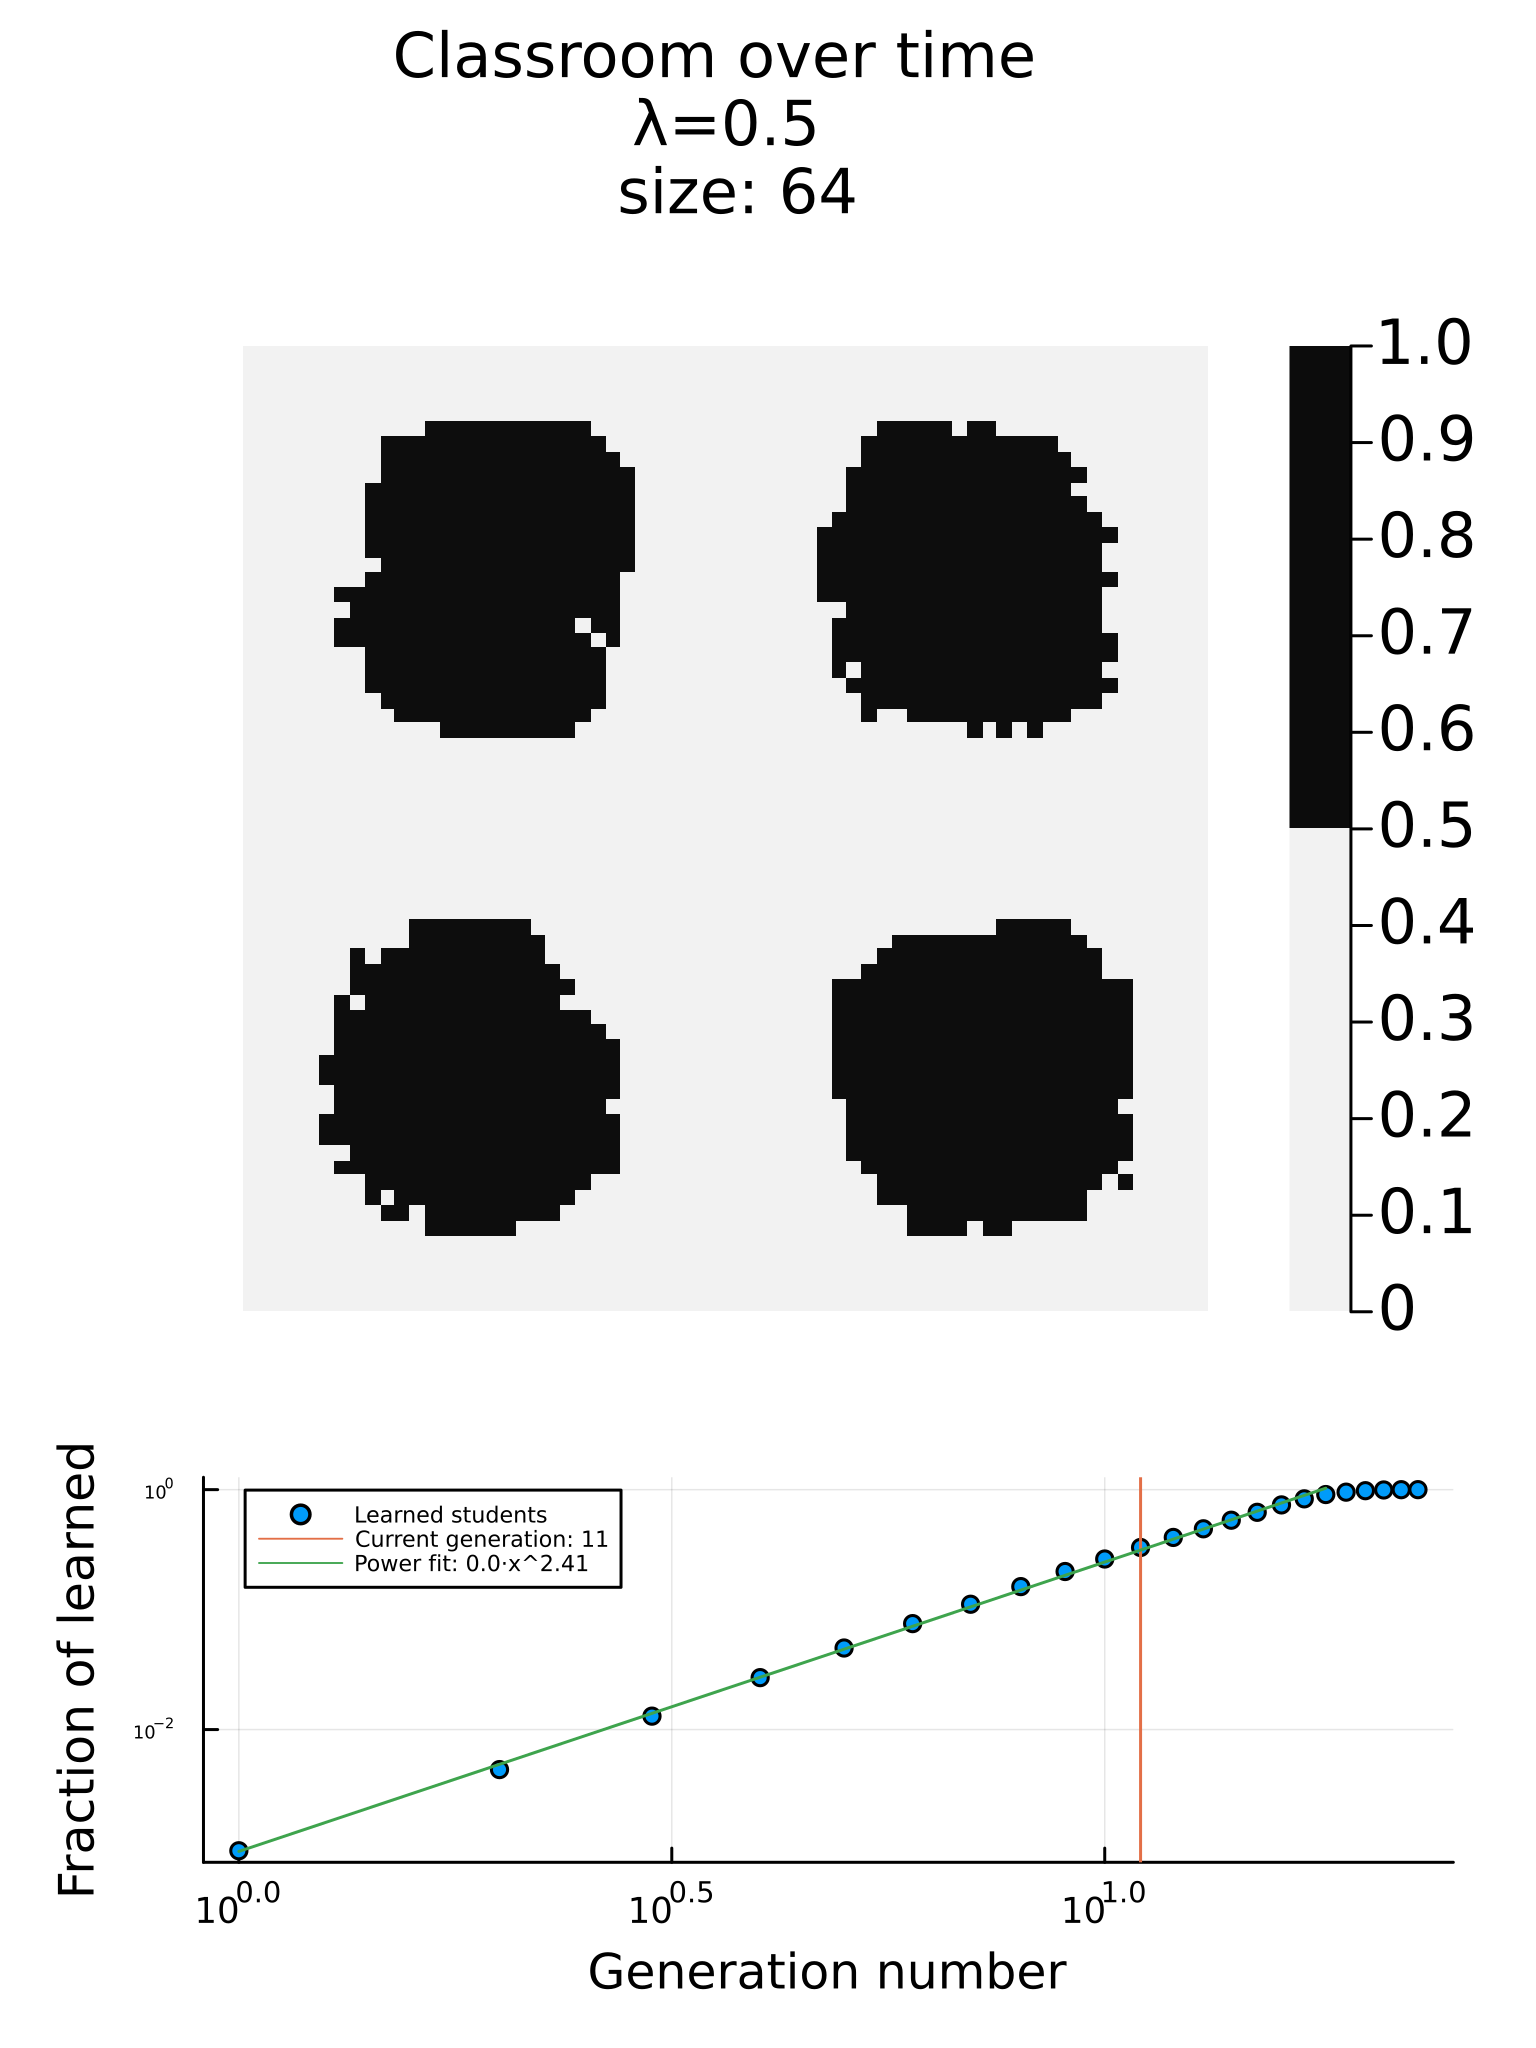 Classroom over time
λ=0.5
size: 64
1.0
0.9
0.8
0.7
0.6
0.5
0.4
0.3
0.2
0.1
0
Fraction of learned
10^0
10^−2
Learned students
Current generation: 11
Power fit: 0.0·x^2.41
10^0.0 10^0.5 10^1.0
Generation number